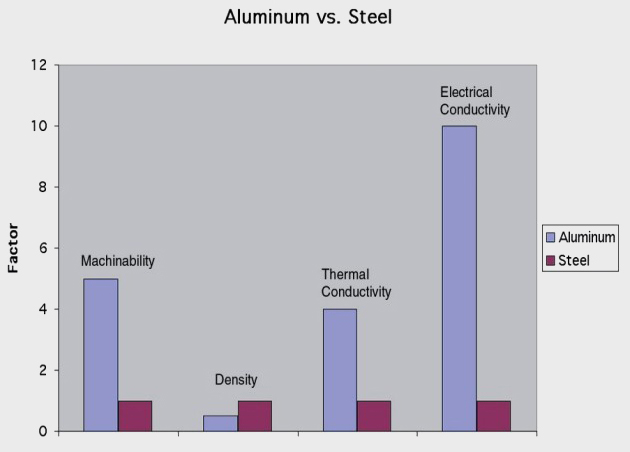 Aluminum vs. Steel
12
10
8
6
4
2
0
Factor
Machinability
Density
Thermal
Conductivity
Electrical
Conductivity
Aluminum
Steel